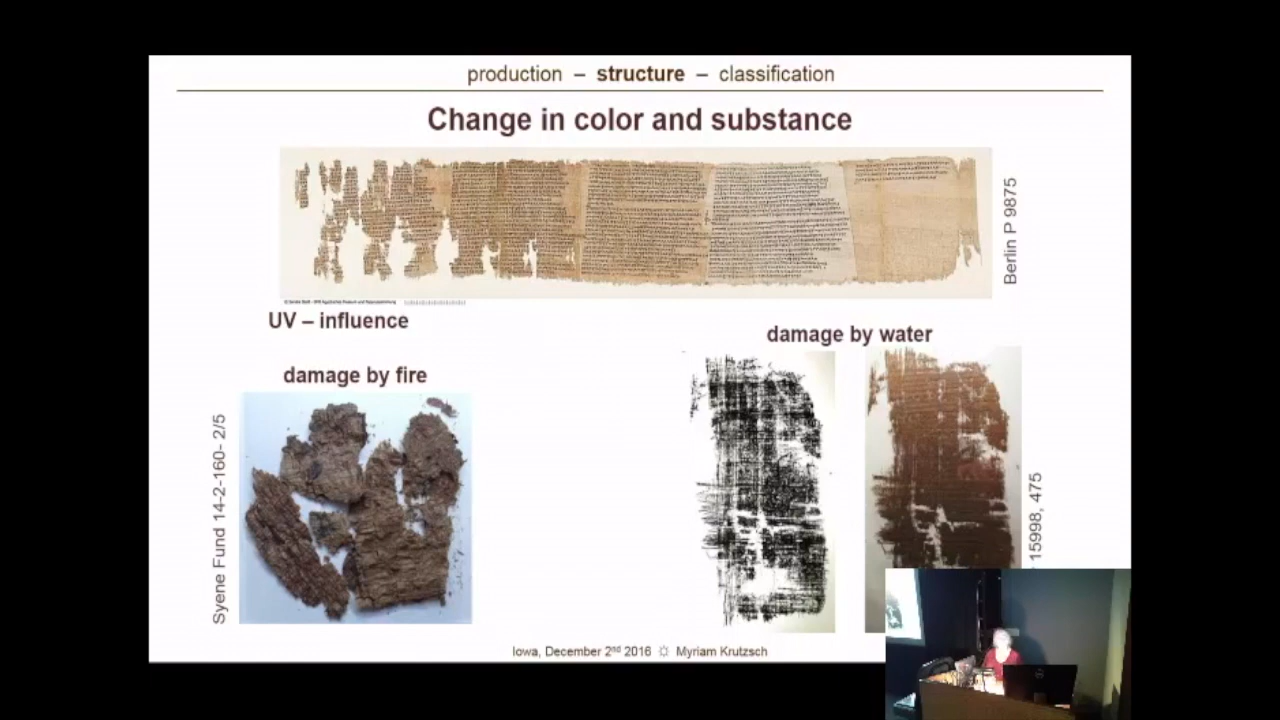 production – structure – classification
Change in color and substance
Berlin P 9875
UV – influence
damage by water
damage by fire
Syene Fund 14-2-160- 2/5
15998, 475
Iowa, December 2nd 2016 ☼ Myriam Krutzsch